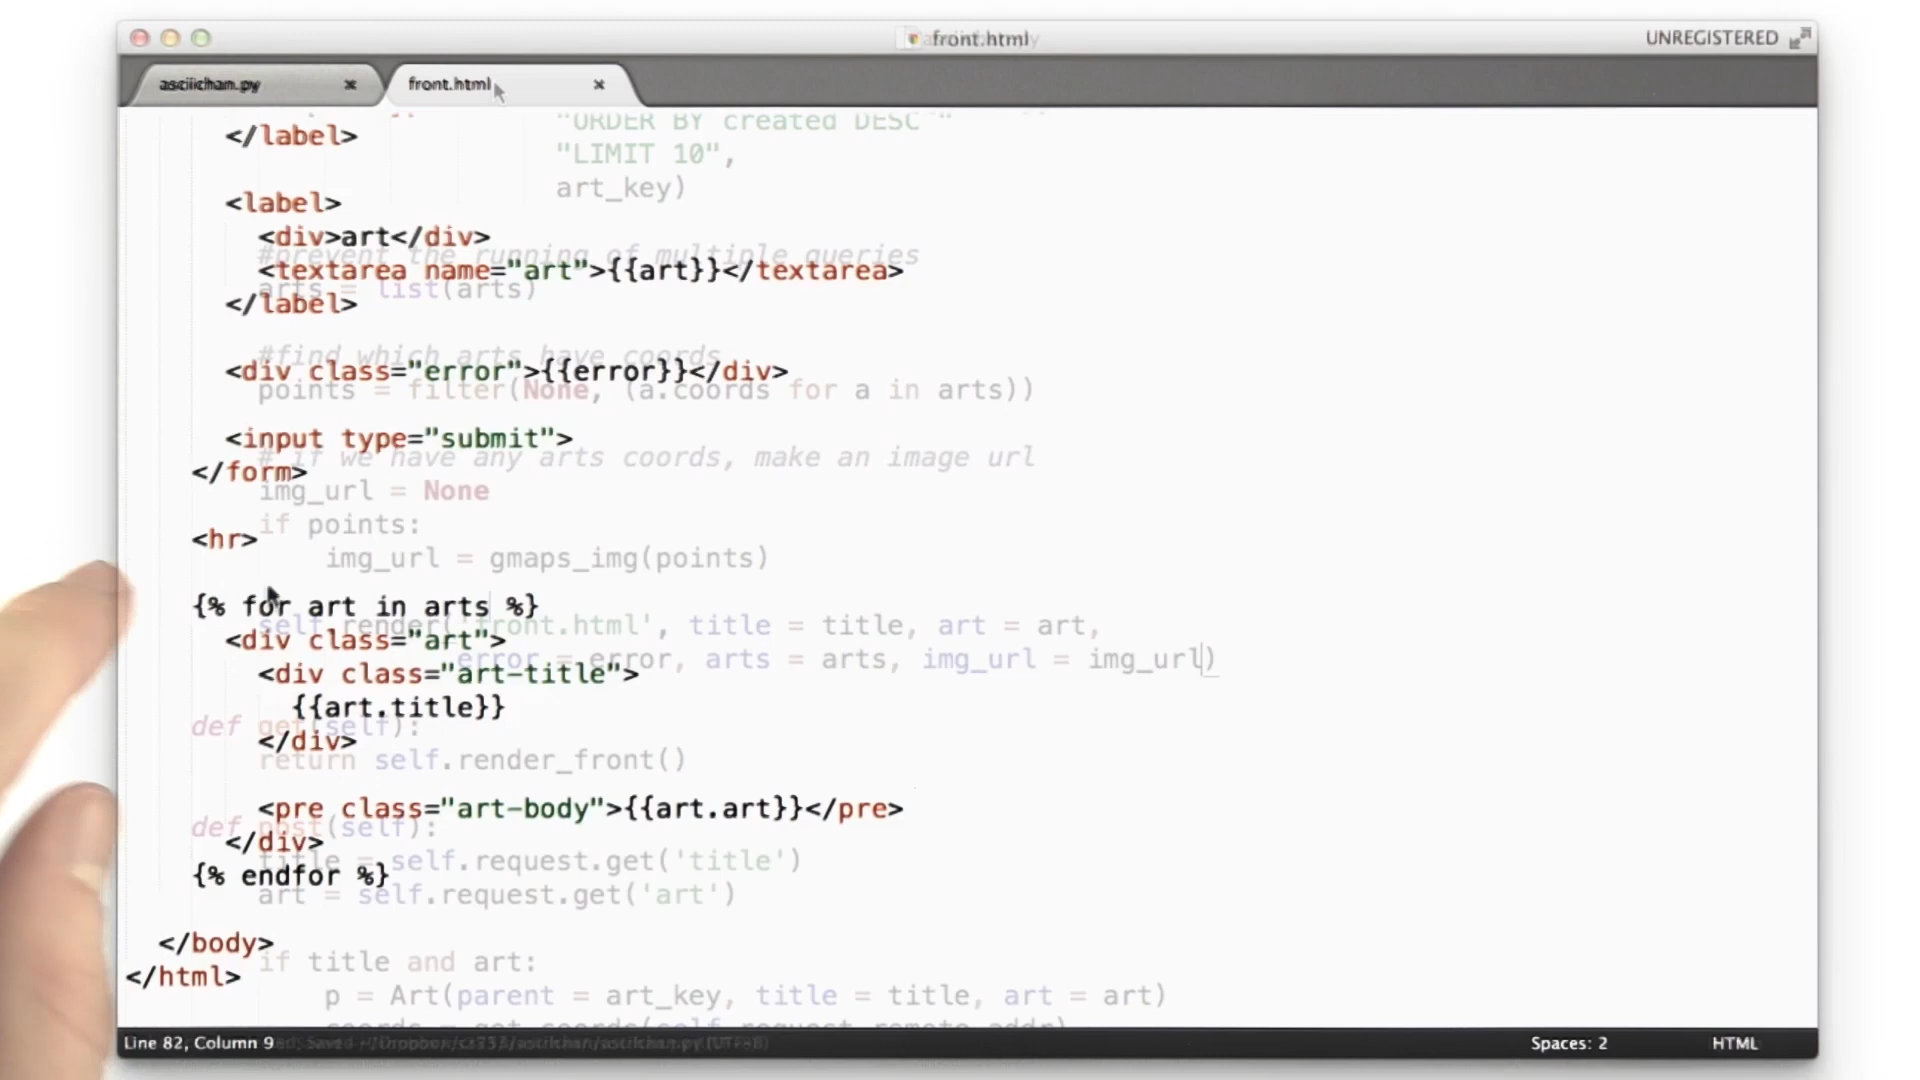 front.html
UNREGISTERED
asciichan.py
front.html
"ORDER BY created DESC"
</label>
"LIMIT 10",
art_key)
<label>
<div>art</div>
#prevent the running of multiple queries
<textarea name="art">{{art}}</textarea>
arts = list(arts)
</label>
#find which arts have coords
<div class="error">{{error}}</div>
points = filter(None, (a.coords for a in arts))
<input type="submit">
# if we have any arts coords, make an image url
</form>
img_url = None
if points:
<hr>
img_url = gmaps_img(points)
{% for art in arts %}
self.render('front.html', title = title, art = art,
<div class="art">
error = error, arts = arts, img_url = img_url)
<div class="art-title">
{{art.title}}
def get(self):
</div>
return self.render_front()
<pre class="art-body">{{art.art}}</pre>
def post(self):
</div>
title = self.request.get('title')
{% endfor %}
art = self.request.get('art')
</body>
if title and art:
</html>
p = Art(parent = art_key, title = title, art = art)
coords = get_coords(self.request.remote_addr)
Line 82, Column 9
Spaces: 2
HTML